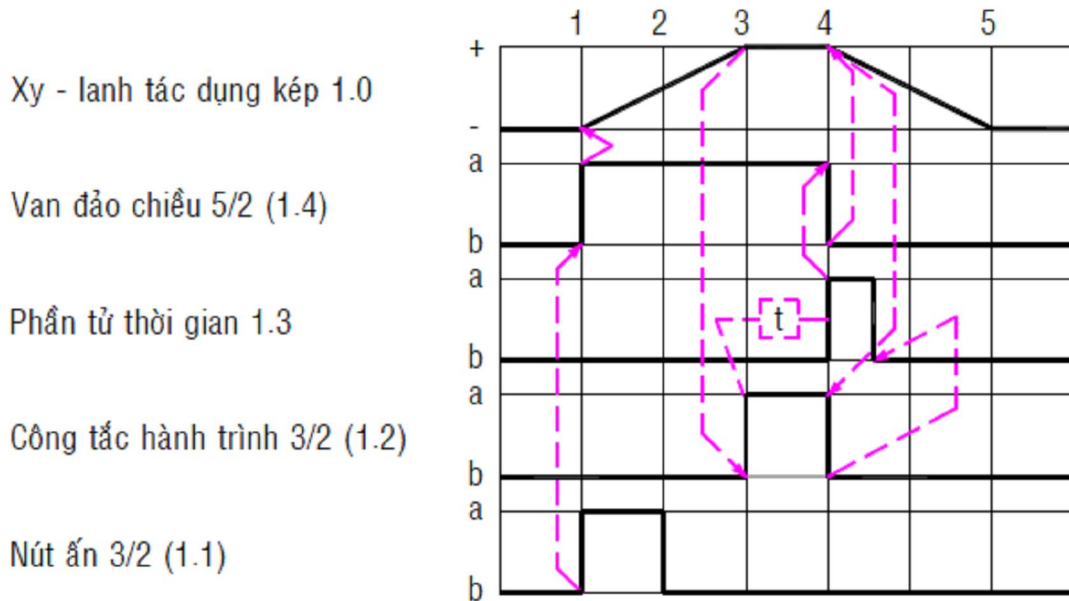 1 2 3 4 5
+
Xy - lanh tác dụng kép 1.0
-
a
Van đảo chiều 5/2 (1.4)
b
a
Phần tử thời gian 1.3
t
b
a
Công tắc hành trình 3/2 (1.2)
b
a
Nút ấn 3/2 (1.1)
b